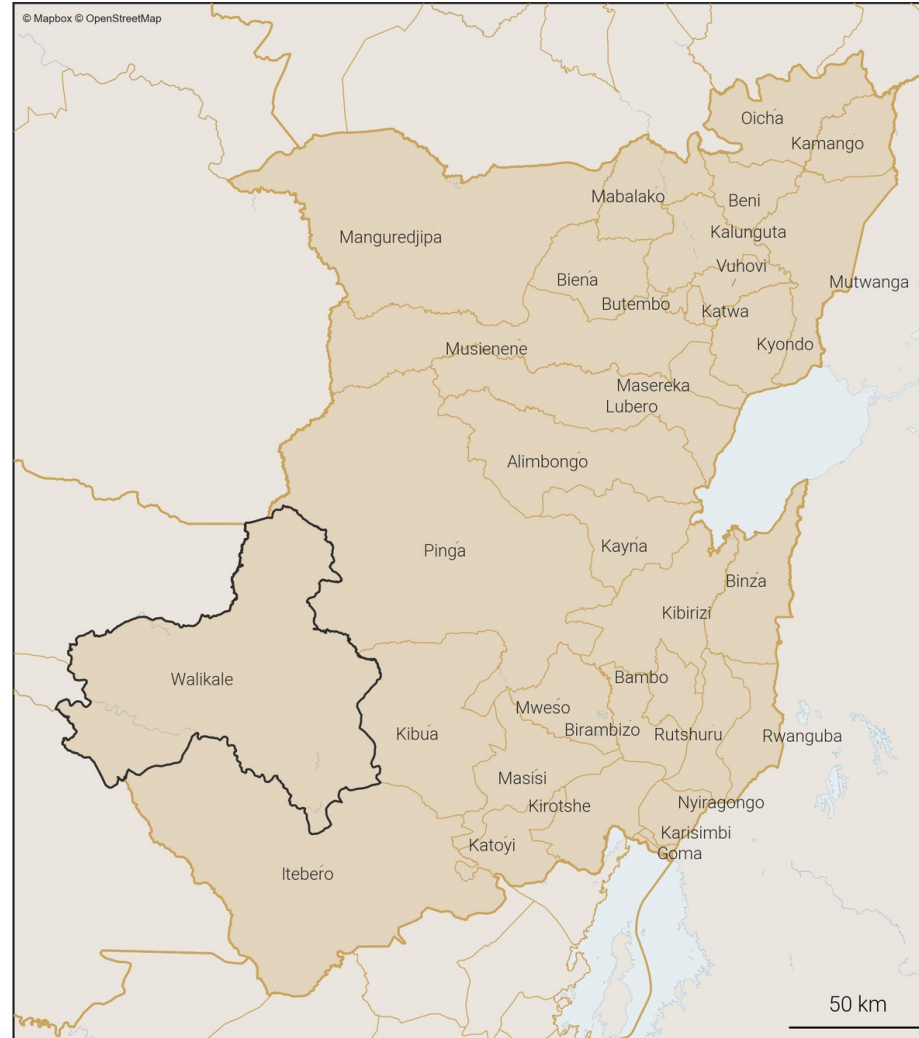 © Mapbox © OpenStreetMap
Oicha
Kamango
Mabalako
Beni
Manguredjipa
Kalunguta
Vuhovi
Biena
Mutwanga
Butembo
Katwa
Kyondo
Musienene
Masereka
Lubero
Alimbongo
Kayna
Pinga
Binza
Kibirizi
Walikale
Bambo
Mweso
Birambizo
Kibua
Rutshuru
Rwanguba
Masisi
Kirotshe
Nyiragongo
Karisimbi
Katoyi
Goma
Itebero
50 km